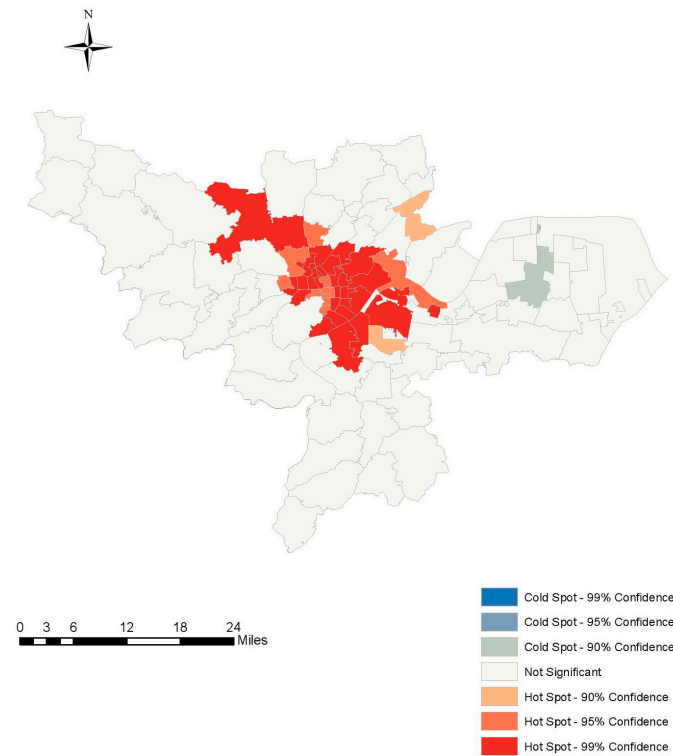 N
0 3 6 12 18 24
Miles
Cold Spot - 99% Confidence
Cold Spot - 95% Confidence
Cold Spot - 90% Confidence
Not Significant
Hot Spot - 90% Confidence
Hot Spot - 95% Confidence
Hot Spot - 99% Confidence